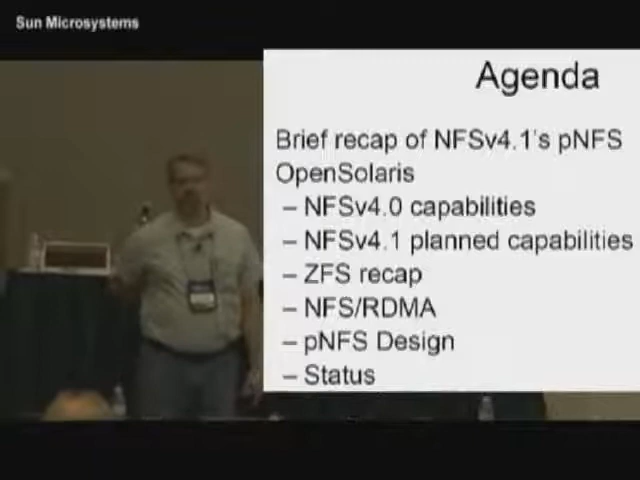 Sun Microsystems
Agenda
Brief recap of NFSv4.1's pNFS
OpenSolaris
– NFSv4.0 capabilities
– NFSv4.1 planned capabilities
– ZFS recap
– NFS/RDMA
– pNFS Design
– Status